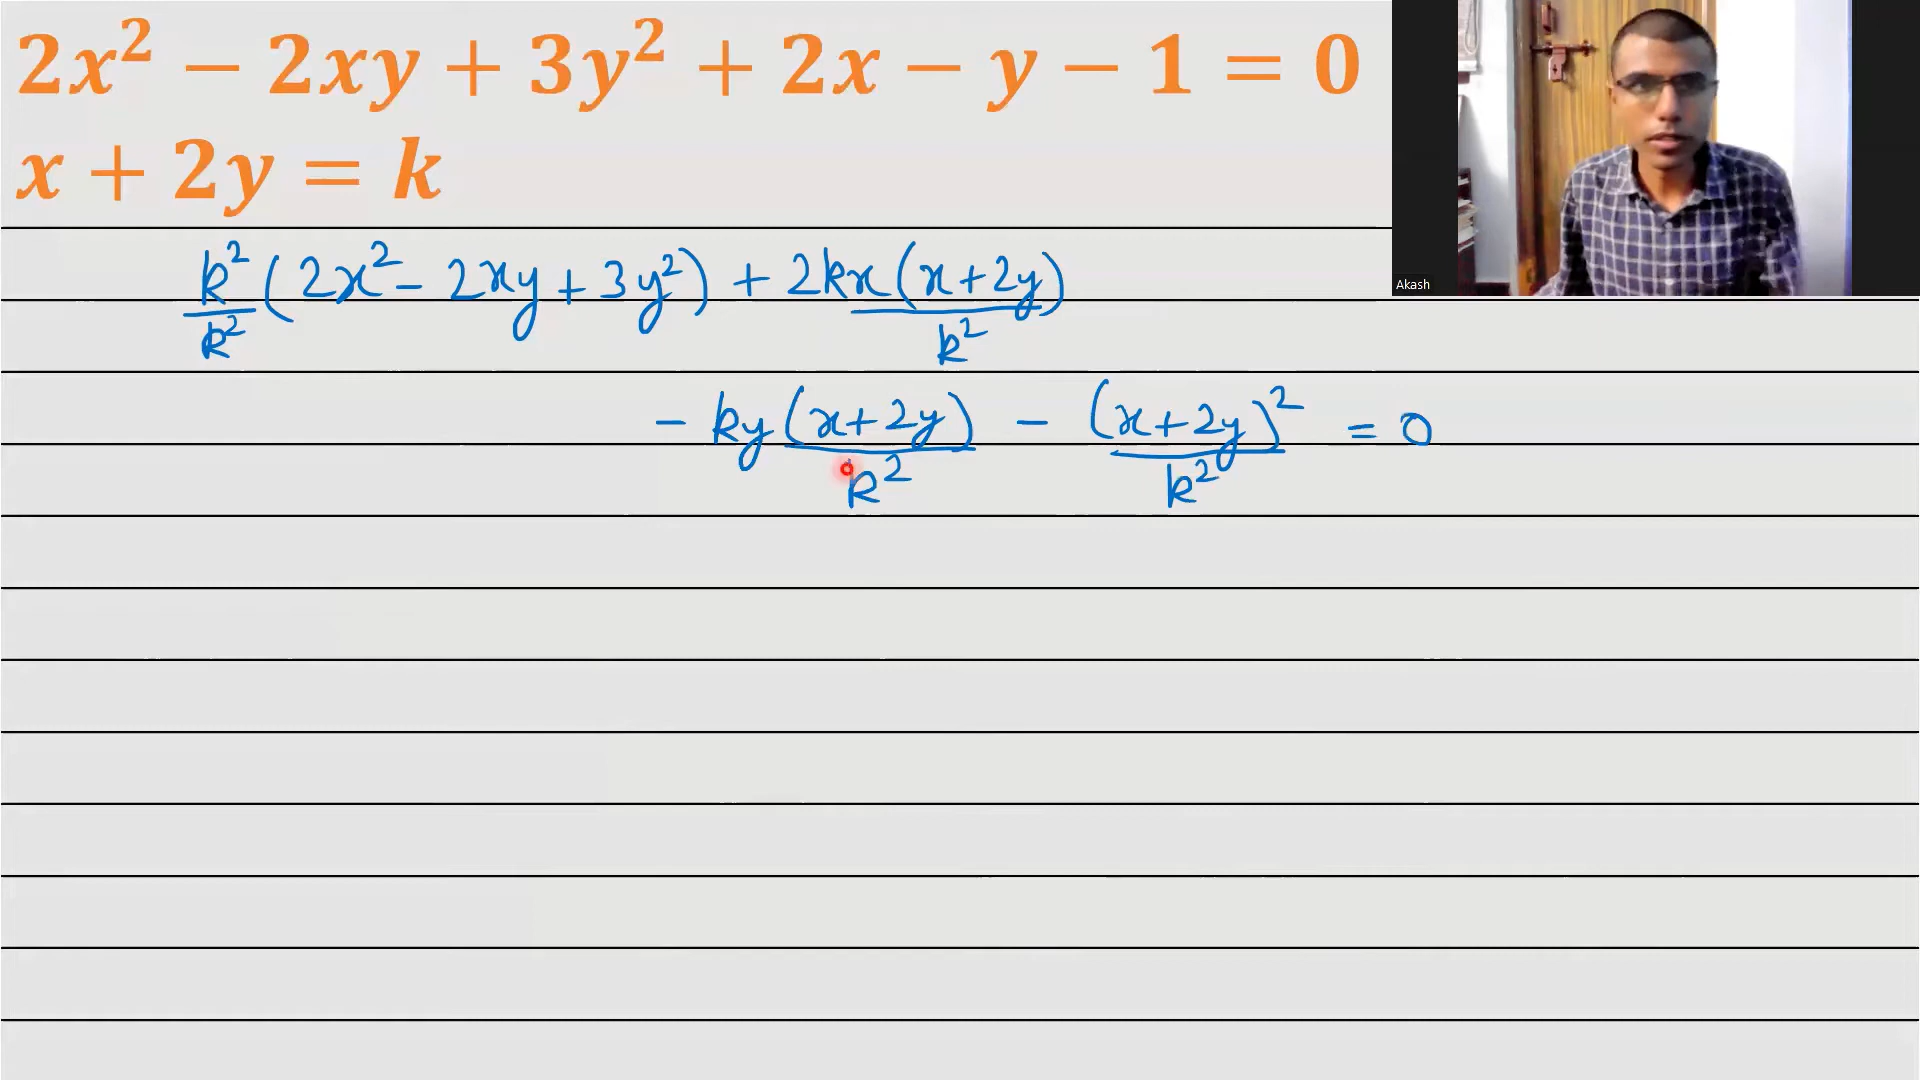 2x² − 2xy + 3y² + 2x − y − 1 = 0
x + 2y = k
Akash
k²/k² (2x² − 2xy + 3y²) + 2kx(x+2y)/k²
− ky(x+2y)/k² − (x+2y)²/k² = 0